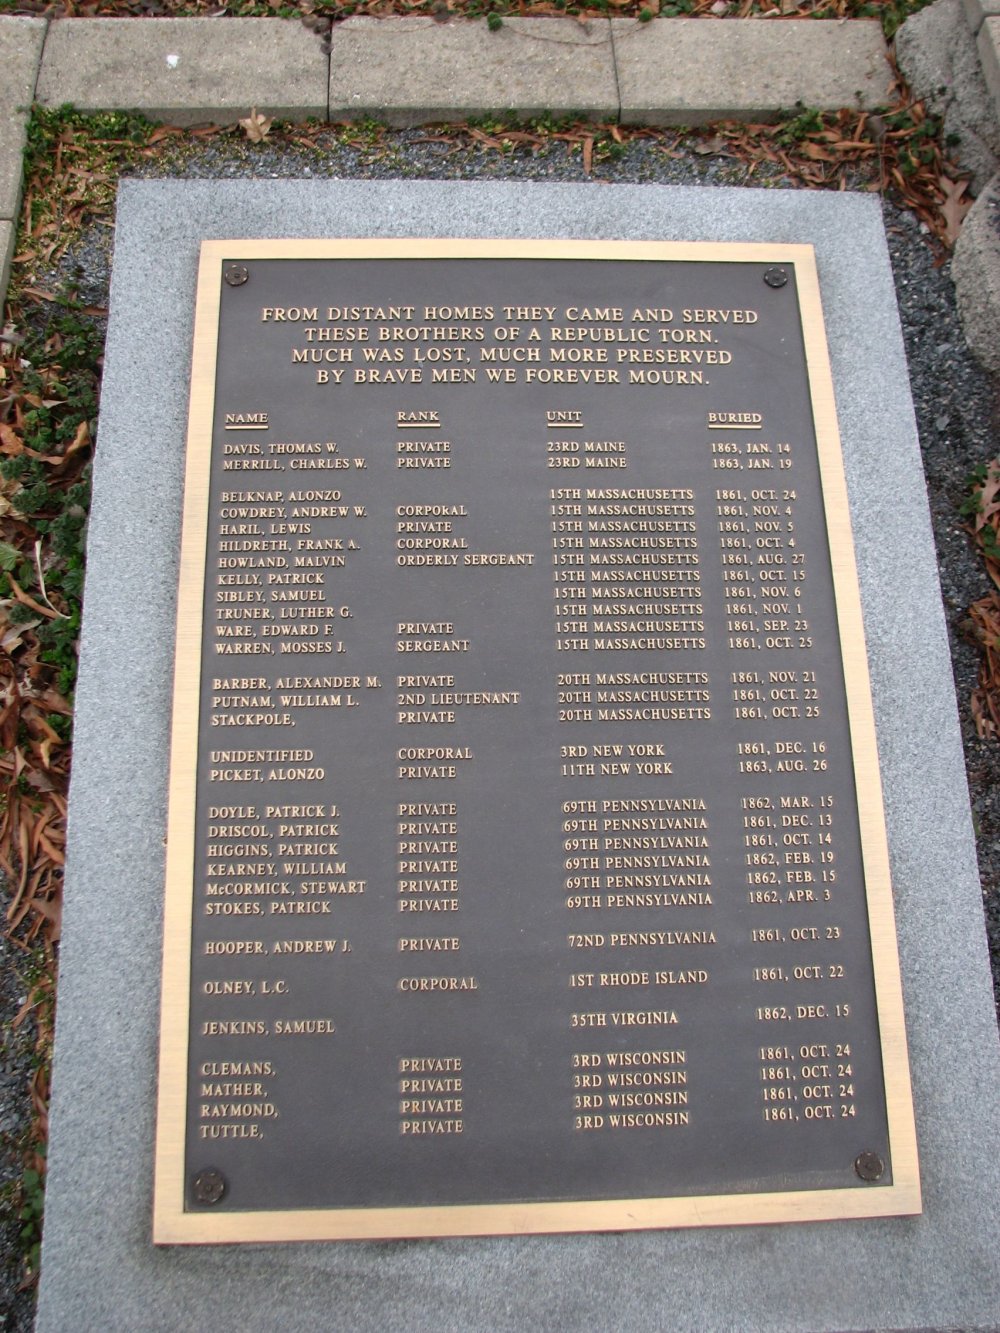 FROM DISTANT HOMES THEY CAME AND SERVED
THESE BROTHERS OF A REPUBLIC TORN.
MUCH WAS LOST, MUCH MORE PRESERVED
BY BRAVE MEN WE FOREVER MOURN.
NAME RANK UNIT BURIED
DAVIS, THOMAS W. PRIVATE 23RD MAINE 1863, JAN. 14
MERRILL, CHARLES W. PRIVATE 23RD MAINE 1863, JAN. 19
BELKNAP, ALONZO 15TH MASSACHUSETTS 1861, OCT. 24
COWDREY, ANDREW W. CORPORAL 15TH MASSACHUSETTS 1861, NOV. 4
HARIL, LEWIS PRIVATE 15TH MASSACHUSETTS 1861, NOV. 5
HILDRETH, FRANK A. CORPORAL 15TH MASSACHUSETTS 1861, OCT. 4
HOWLAND, MALVIN ORDERLY SERGEANT 15TH MASSACHUSETTS 1861, AUG. 27
KELLY, PATRICK 15TH MASSACHUSETTS 1861, OCT. 15
SIBLEY, SAMUEL 15TH MASSACHUSETTS 1861, NOV. 6
TRUNER, LUTHER G. 15TH MASSACHUSETTS 1861, NOV. 1
WARE, EDWARD F. PRIVATE 15TH MASSACHUSETTS 1861, SEP. 23
WARREN, MOSSES J. SERGEANT 15TH MASSACHUSETTS 1861, OCT. 25
BARBER, ALEXANDER M. PRIVATE 20TH MASSACHUSETTS 1861, NOV. 21
PUTNAM, WILLIAM L. 2ND LIEUTENANT 20TH MASSACHUSETTS 1861, OCT. 22
STACKPOLE, PRIVATE 20TH MASSACHUSETTS 1861, OCT. 25
UNIDENTIFIED CORPORAL 3RD NEW YORK 1861, DEC. 16
PICKET, ALONZO PRIVATE 11TH NEW YORK 1863, AUG. 26
DOYLE, PATRICK J. PRIVATE 69TH PENNSYLVANIA 1862, MAR. 15
DRISCOL, PATRICK PRIVATE 69TH PENNSYLVANIA 1861, DEC. 13
HIGGINS, PATRICK PRIVATE 69TH PENNSYLVANIA 1861, OCT. 14
KEARNEY, WILLIAM PRIVATE 69TH PENNSYLVANIA 1862, FEB. 19
McCORMICK, STEWART PRIVATE 69TH PENNSYLVANIA 1862, FEB. 15
STOKES, PATRICK PRIVATE 69TH PENNSYLVANIA 1862, APR. 3
HOOPER, ANDREW J. PRIVATE 72ND PENNSYLVANIA 1861, OCT. 23
OLNEY, L.C. CORPORAL 1ST RHODE ISLAND 1861, OCT. 22
JENKINS, SAMUEL 35TH VIRGINIA 1862, DEC. 15
CLEMANS, PRIVATE 3RD WISCONSIN 1861, OCT. 24
MATHER, PRIVATE 3RD WISCONSIN 1861, OCT. 24
RAYMOND, PRIVATE 3RD WISCONSIN 1861, OCT. 24
TUTTLE, PRIVATE 3RD WISCONSIN 1861, OCT. 24